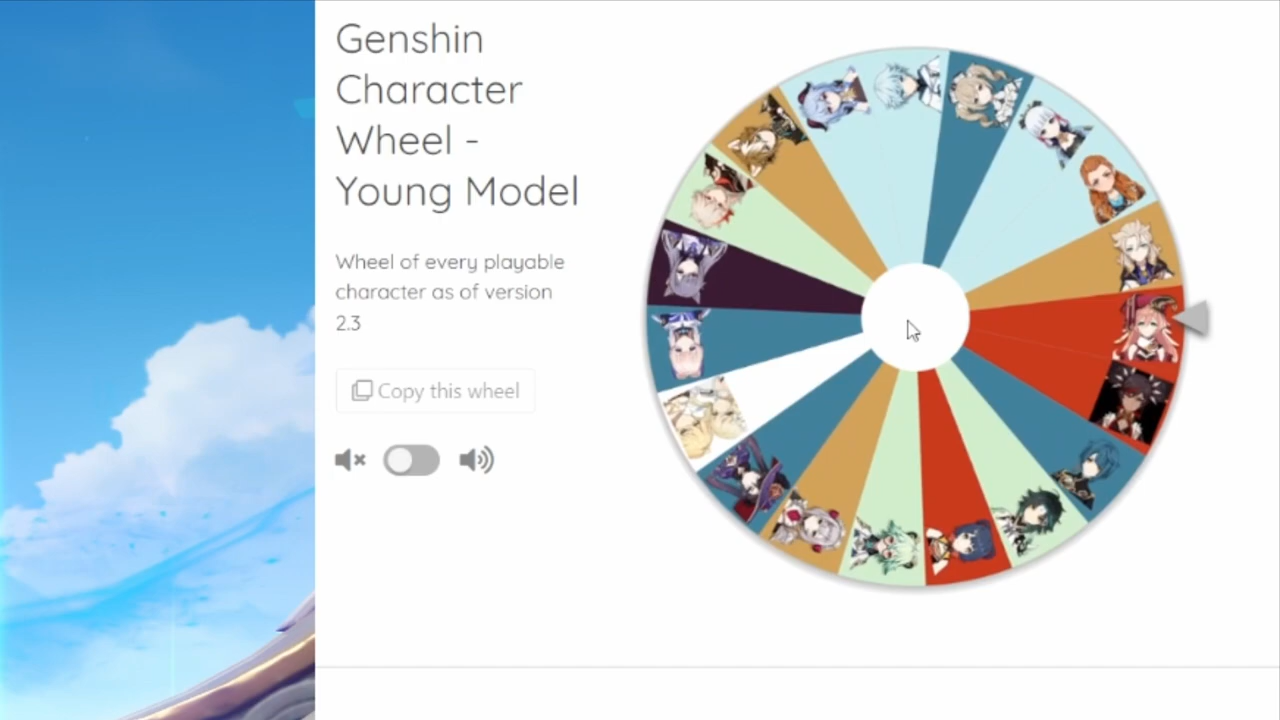 Genshin
Character
Wheel -
Young Model
Wheel of every playable
character as of version
2.3
Copy this wheel